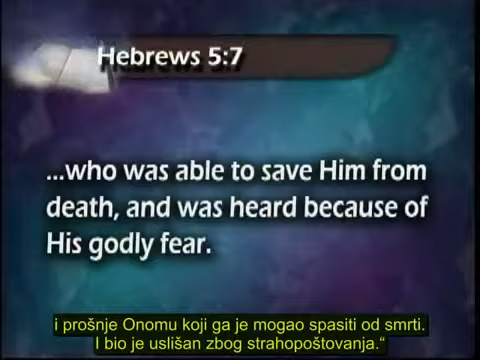 Hebrews 5:7
...who was able to save Him from
death, and was heard because of
His godly fear.
i prošnje Onomu koji ga je mogao spasiti od smrti.
I bio je uslišan zbog strahopoštovanja.“